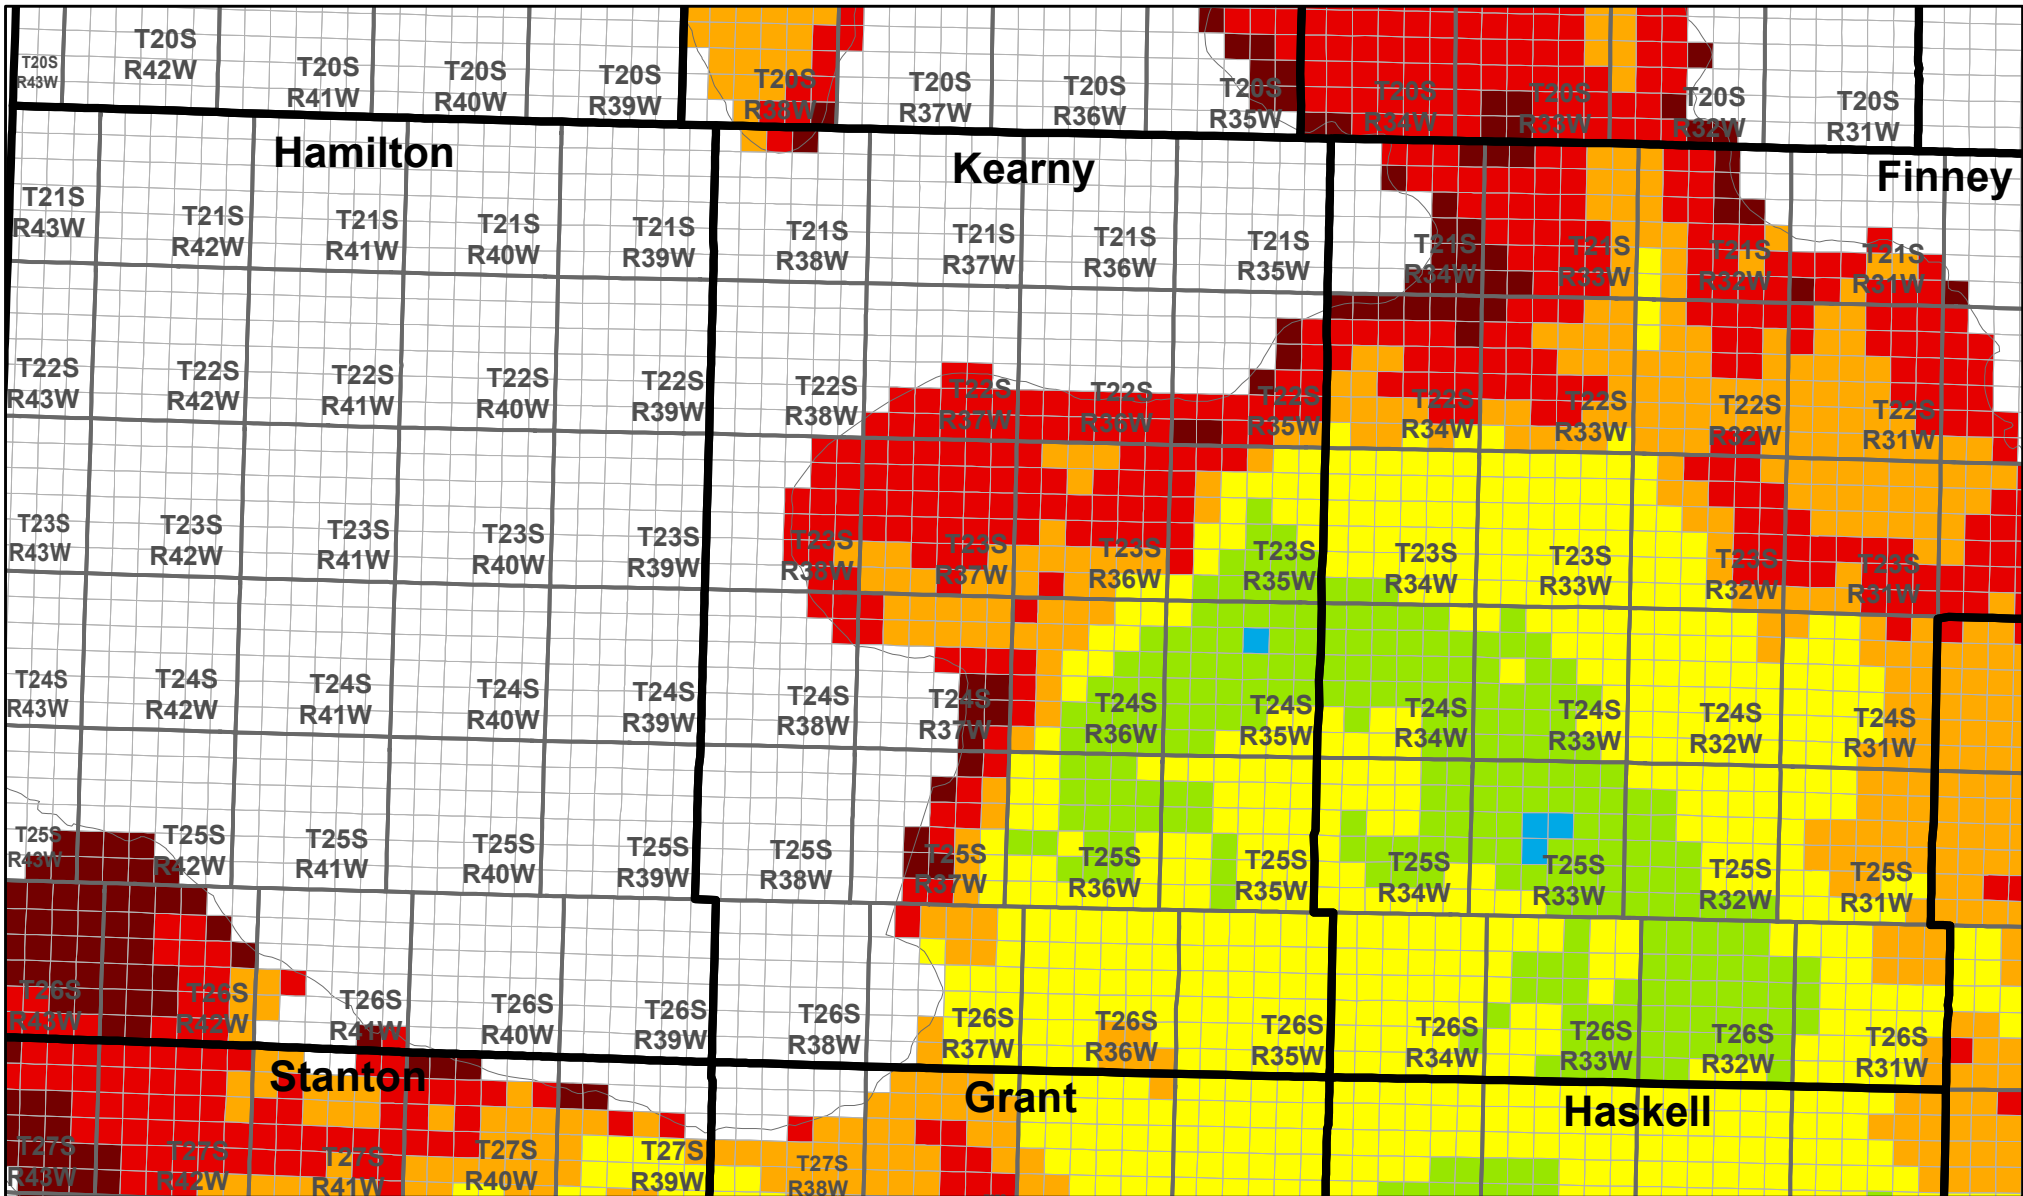 T20S
R43W
T20S
R42W
T20S
R41W
T20S
R40W
T20S
R39W
T20S
R38W
T20S
R37W
T20S
R36W
T20S
R35W
T20S
R34W
T20S
R33W
T20S
R32W
T20S
R31W
Hamilton
Kearny
Finney
T21S
R43W
T21S
R42W
T21S
R41W
T21S
R40W
T21S
R39W
T21S
R38W
T21S
R37W
T21S
R36W
T21S
R35W
T21S
R34W
T21S
R33W
T21S
R32W
T21S
R31W
T22S
R43W
T22S
R42W
T22S
R41W
T22S
R40W
T22S
R39W
T22S
R38W
T22S
R37W
T22S
R36W
T22S
R35W
T22S
R34W
T22S
R33W
T22S
R32W
T22S
R31W
T23S
R43W
T23S
R42W
T23S
R41W
T23S
R40W
T23S
R39W
T23S
R38W
T23S
R37W
T23S
R36W
T23S
R35W
T23S
R34W
T23S
R33W
T23S
R32W
T23S
R31W
T24S
R43W
T24S
R42W
T24S
R41W
T24S
R40W
T24S
R39W
T24S
R38W
T24S
R37W
T24S
R36W
T24S
R35W
T24S
R34W
T24S
R33W
T24S
R32W
T24S
R31W
T25S
R43W
T25S
R42W
T25S
R41W
T25S
R40W
T25S
R39W
T25S
R38W
T25S
R37W
T25S
R36W
T25S
R35W
T25S
R34W
T25S
R33W
T25S
R32W
T25S
R31W
T26S
R43W
T26S
R42W
T26S
R41W
T26S
R40W
T26S
R39W
T26S
R38W
T26S
R37W
T26S
R36W
T26S
R35W
T26S
R34W
T26S
R33W
T26S
R32W
T26S
R31W
Stanton
Grant
Haskell
T27S
R43W
T27S
R42W
T27S
R41W
T27S
R40W
T27S
R39W
T27S
R38W